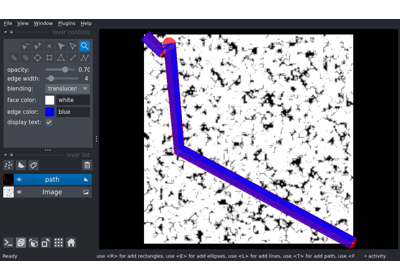 File View Window Plugins Help
layer controls
opacity: 0.70
edge width: 4
blending: translucen
face color: white
edge color: blue
display text:
layer list
path
Image
Ready use <R> for add rectangles, use <E> for add ellipses, use <L> for add lines, use <T> for add path, use <P activity